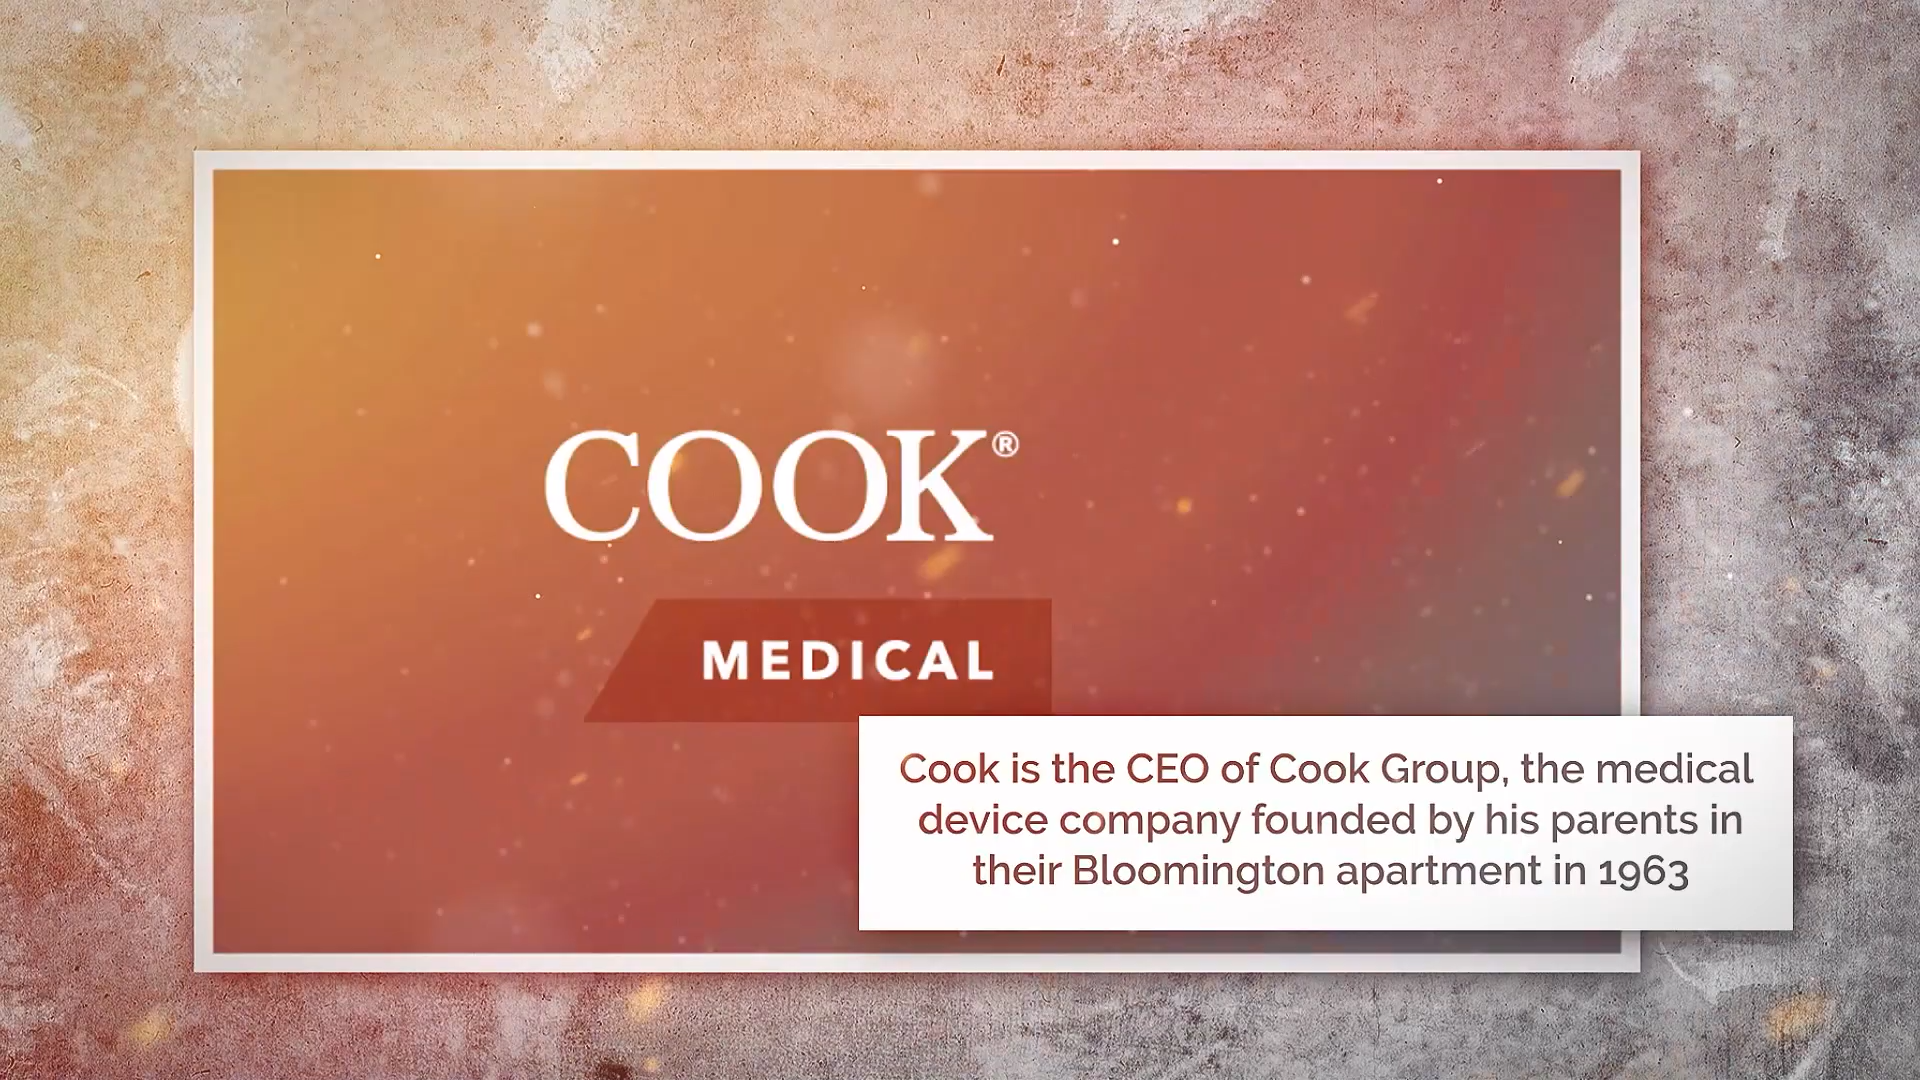 COOK®
MEDICAL
Cook is the CEO of Cook Group, the medical
device company founded by his parents in
their Bloomington apartment in 1963